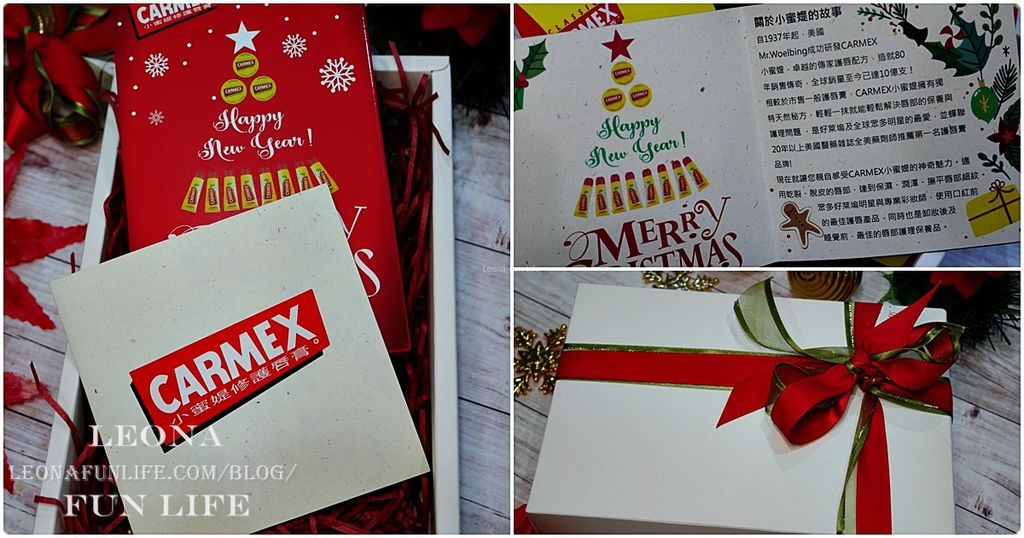 CARMEX
小蜜媞修護唇膏
Happy
New Year!
CARMEX
小蜜媞修護唇膏。
LEONA
LEONAFUNLIFE.COM/BLOG/
FUN LIFE
CLASSIC
CARMEX
Happy
New Year!
MERRY
關於小蜜媞的故事
自1937年起，美國
Mr.Woelbing成功研發CARMEX
小蜜媞，卓越的傳家護唇配方，造就80
年銷售傳奇，全球銷量至今已達10億支！
相較於市售一般護唇膏，CARMEX小蜜媞擁有獨
特天然秘方，輕輕一抹就能輕鬆解決唇部的保養與
護理問題，是好萊塢及全球眾多明星的最愛，並蟬聯
20年以上美國醫藥雜誌全美藥劑師推薦第一名護唇膏
品牌！
現在就讓您親自感受CARMEX小蜜媞的神奇魅力。適
用乾裂、脫皮的唇部，達到保濕、潤澤、撫平唇部細紋
眾多好萊塢明星與專業彩妝師，使用口紅前
的最佳護唇產品，同時也是卸妝後及
睡覺前，最佳的唇部護理保養品。